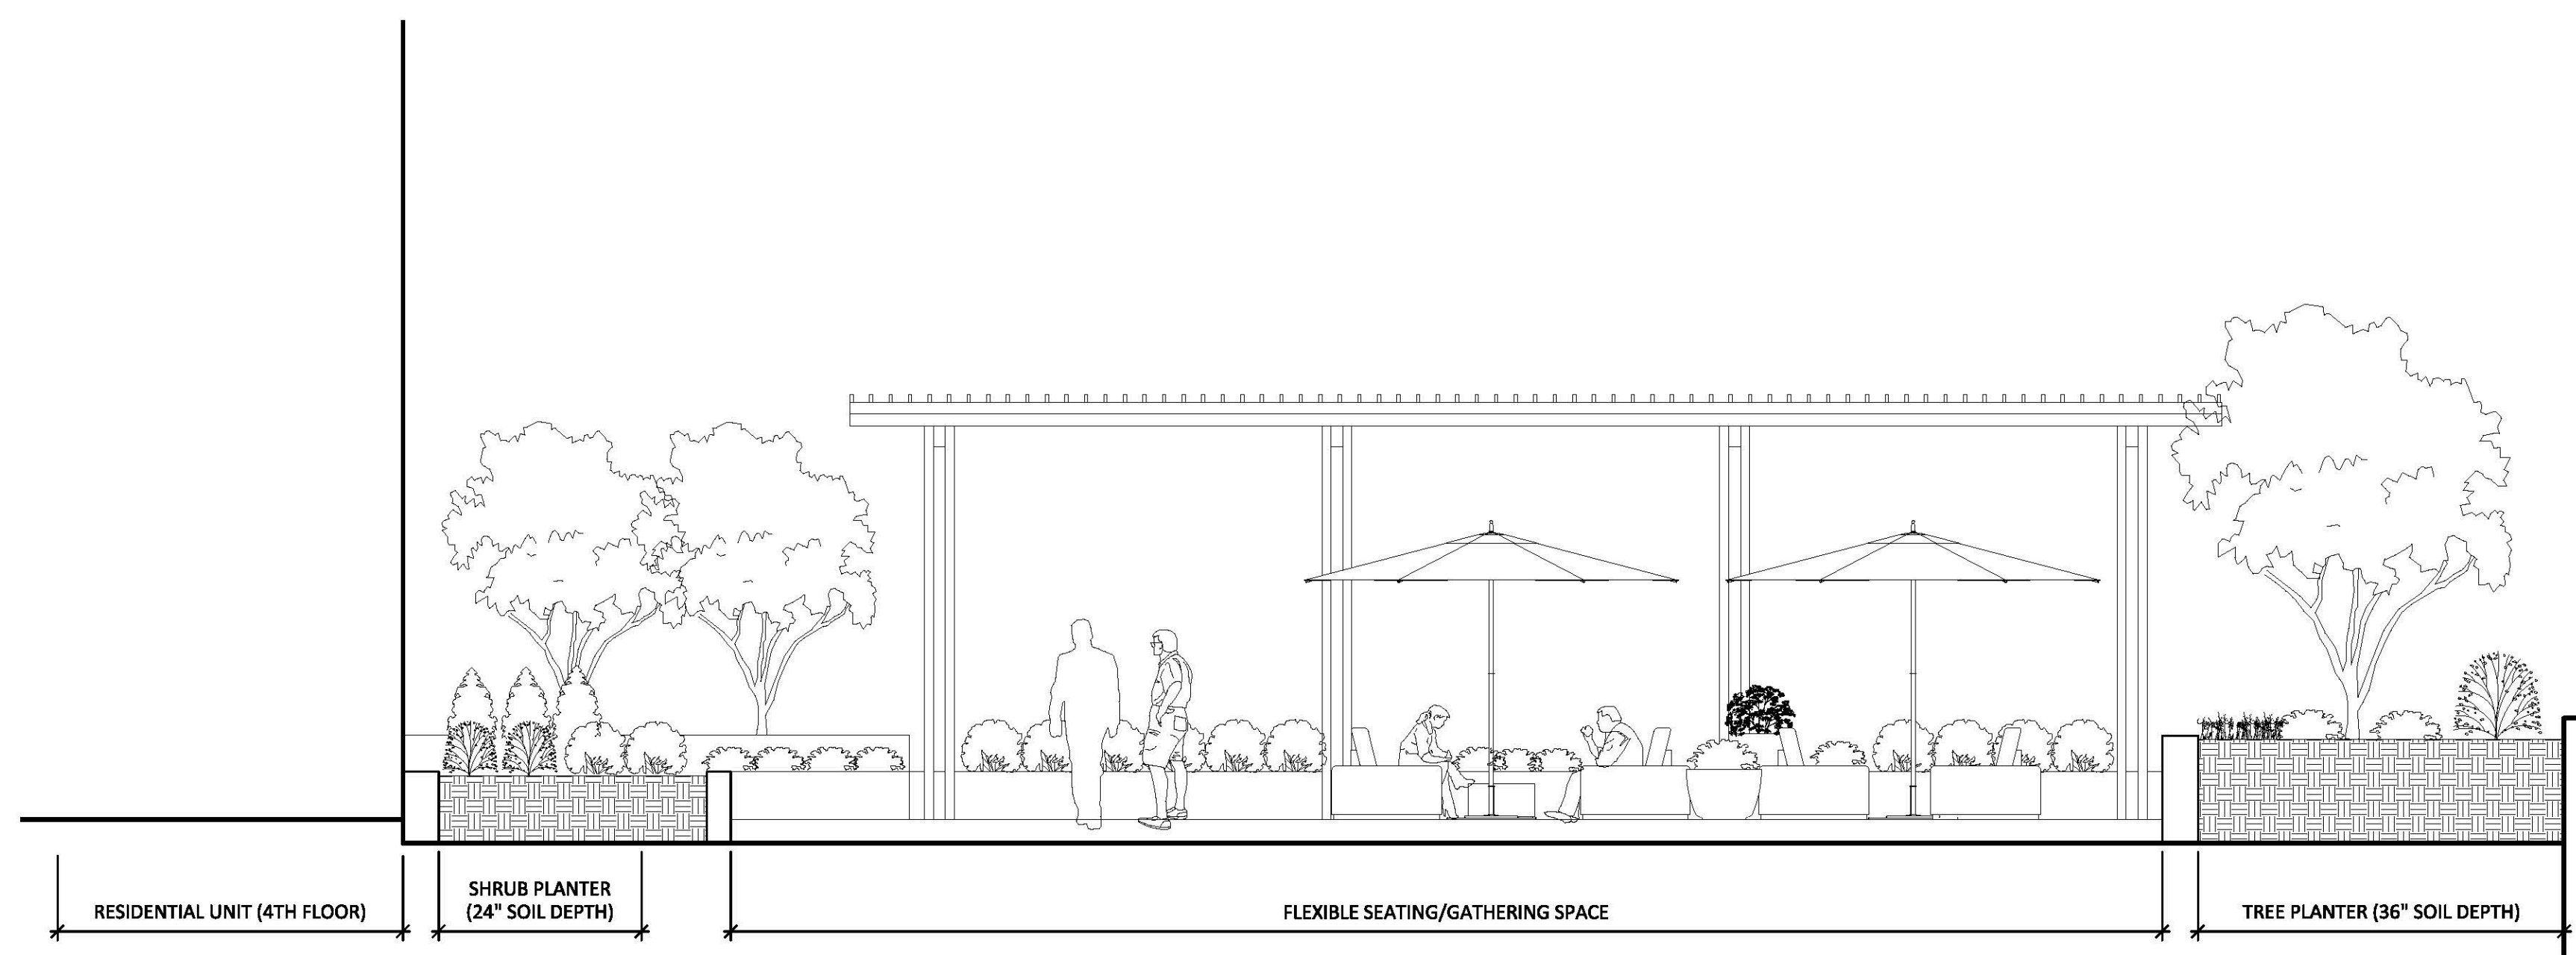 RESIDENTIAL UNIT (4TH FLOOR)
SHRUB PLANTER
(24" SOIL DEPTH)
FLEXIBLE SEATING/GATHERING SPACE
TREE PLANTER (36" SOIL DEPTH)